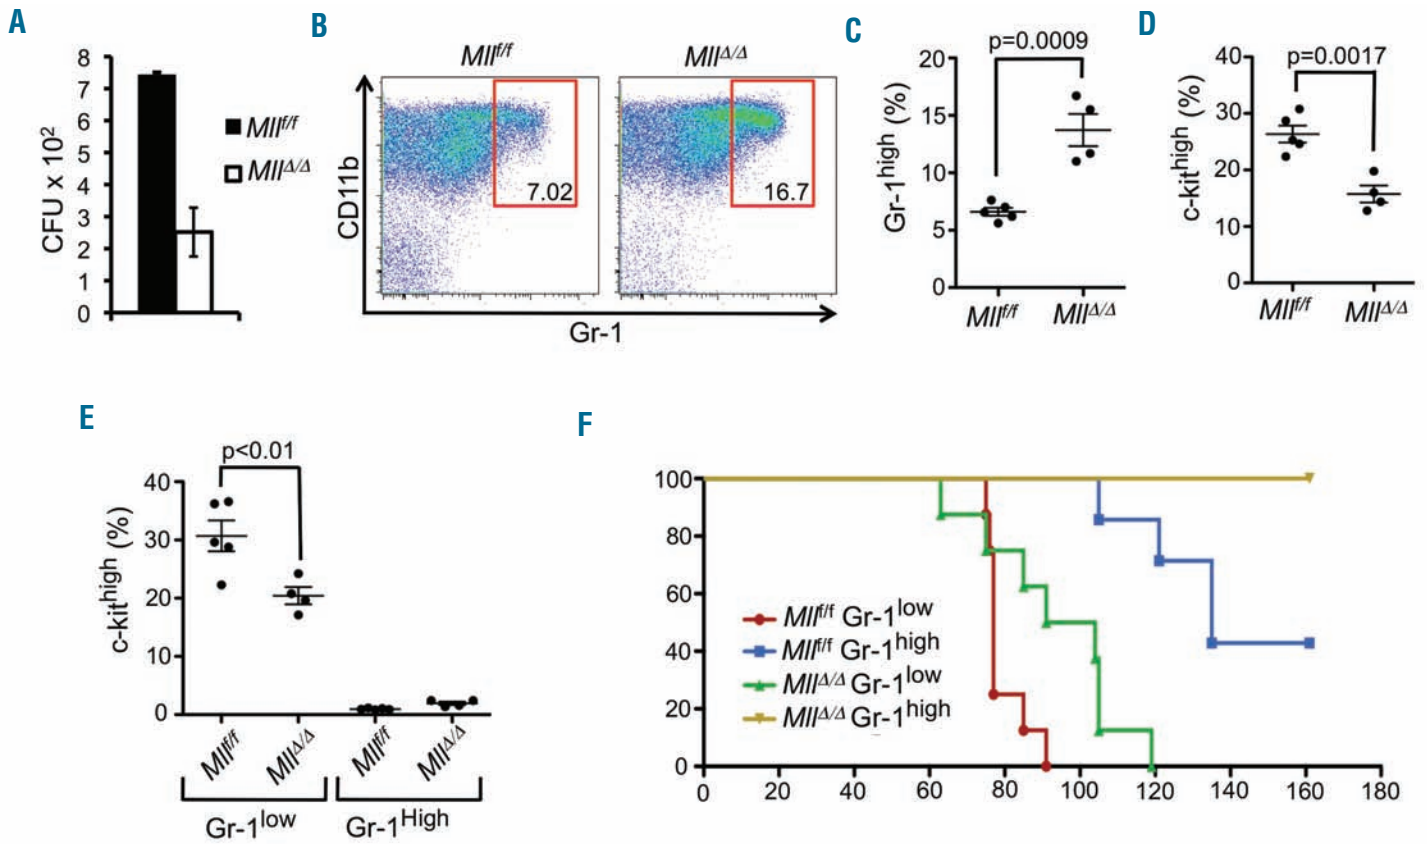 A
8
7
6
5
4
3
2
1
0
CFU x 10²
Mll^f/f
Mll^Δ/Δ
B
Mll^f/f
Mll^Δ/Δ
CD11b
7.02
16.7
Gr-1
C
p=0.0009
20
15
10
5
0
Gr-1^high (%)
Mll^f/f
Mll^Δ/Δ
D
p=0.0017
40
30
20
10
0
c-kit^high (%)
Mll^f/f
Mll^Δ/Δ
E
p<0.01
40
30
20
10
0
c-kit^high (%)
Mll^f/f
Mll^Δ/Δ
Mll^f/f
Mll^Δ/Δ
Gr-1^low
Gr-1^High
F
100
80
60
40
20
0
Mll^f/f Gr-1^low
Mll^f/f Gr-1^high
Mll^Δ/Δ Gr-1^low
Mll^Δ/Δ Gr-1^high
0 20 40 60 80 100 120 140 160 180